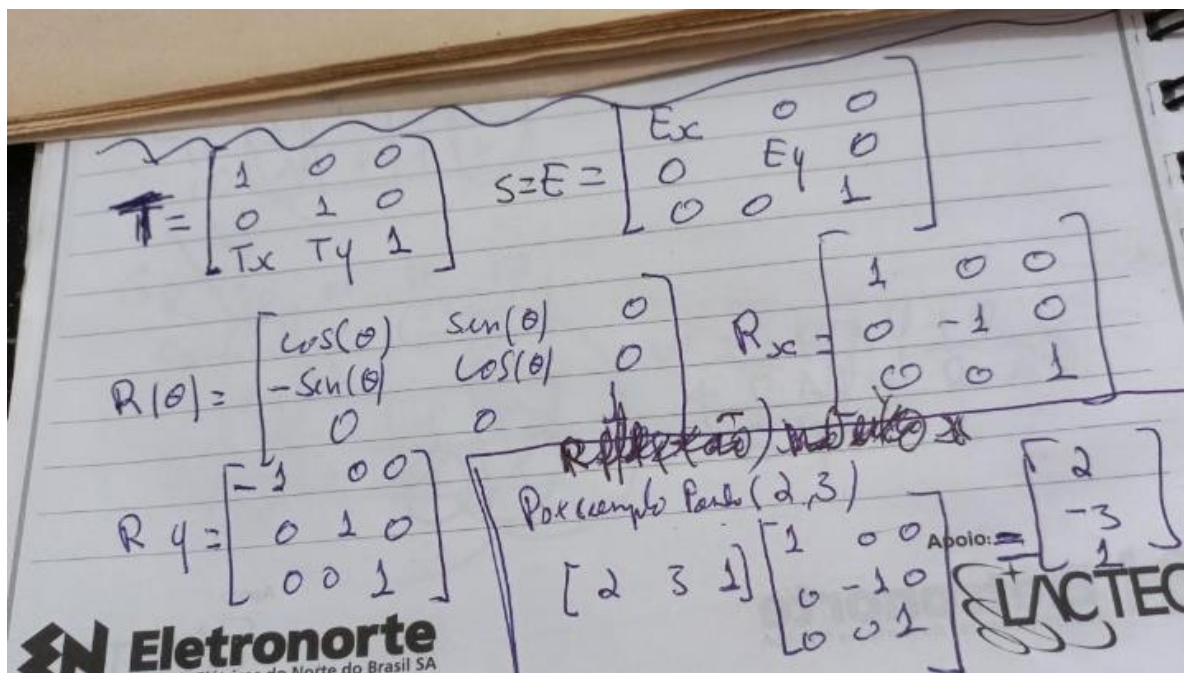 T = [ 1 0 0
0 1 0
Tx Ty 1 ]
S=E = [ Ex 0 0
0 Ey 0
0 0 1 ]
R(θ) = [ cos(θ) sen(θ) 0
-sen(θ) cos(θ) 0
0 0 1 ]
Rx = [ 1 0 0
0 -1 0
0 0 1 ]
Ry = [ -1 0 0
0 1 0
0 0 1 ]
Por exemplo (2,3)
[2 3 1] [ 1 0 0
0 -1 0
0 0 1 ] = [ 2
-3
1 ]
Apoio:
LACTEC
EN Eletronorte
do Norte do Brasil SA